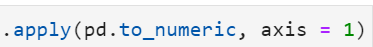 .apply(pd.to_numeric, axis = 1)